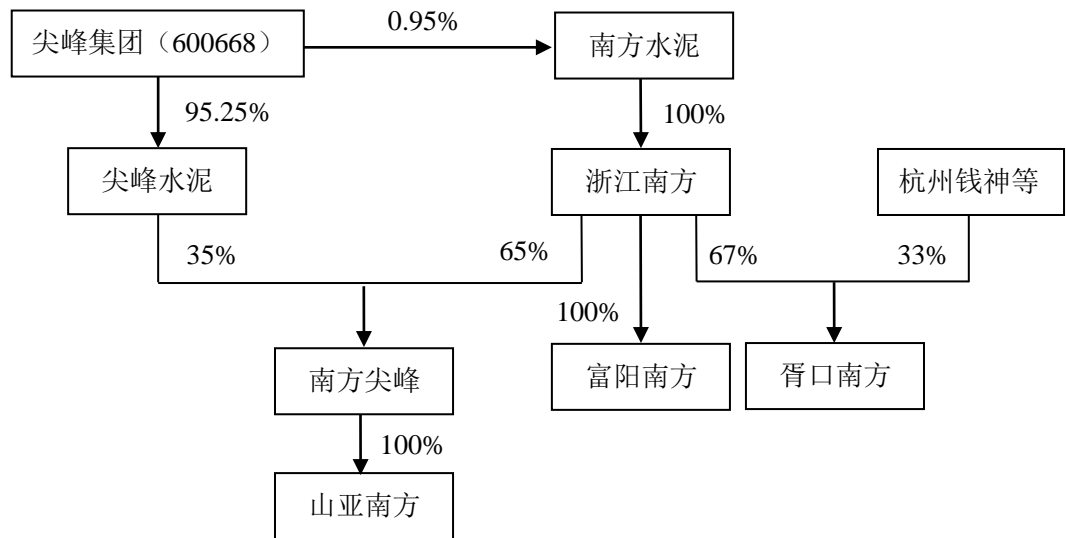 尖峰集团（600668）
0.95%
南方水泥
95.25%
100%
尖峰水泥
浙江南方
杭州钱神等
35%
65%
67%
33%
100%
南方尖峰
富阳南方
胥口南方
100%
山亚南方